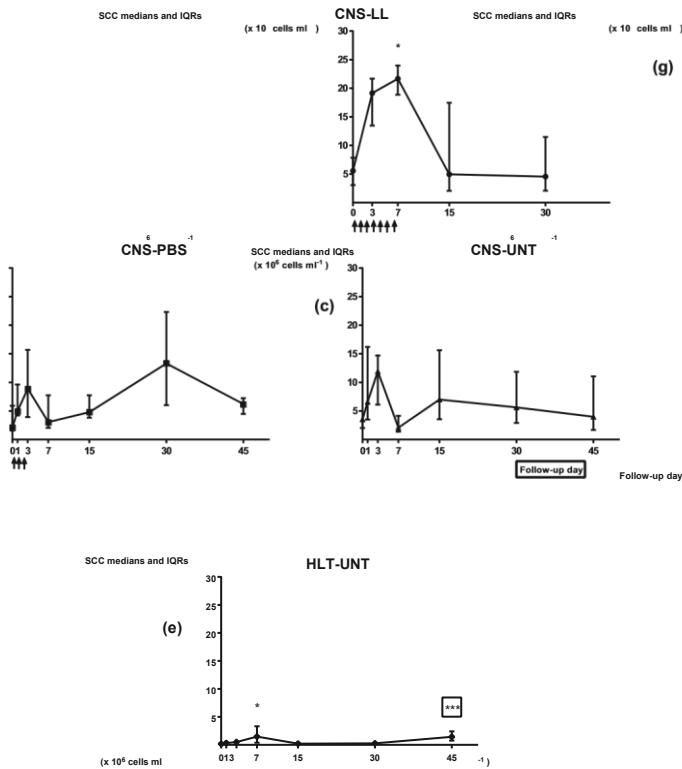 SCC medians and IQRs
CNS-LL
SCC medians and IQRs
(x 10 cells ml )
(x 10 cells ml )
30
*
(g)
25
20
15
10
5
0 3 7 15 30
6 -1
CNS-PBS
SCC medians and IQRs
(x 10⁶ cells ml⁻¹ )
6 -1
CNS-UNT
30
(c)
25
20
15
10
5
01 3 7 15 30 45
01 3 7 15 30 45
Follow-up day
Follow-up day
SCC medians and IQRs
HLT-UNT
30
(e)
25
20
15
10
5
*
***
013 7 15 30 45
(x 10⁶ cells ml
-1 )